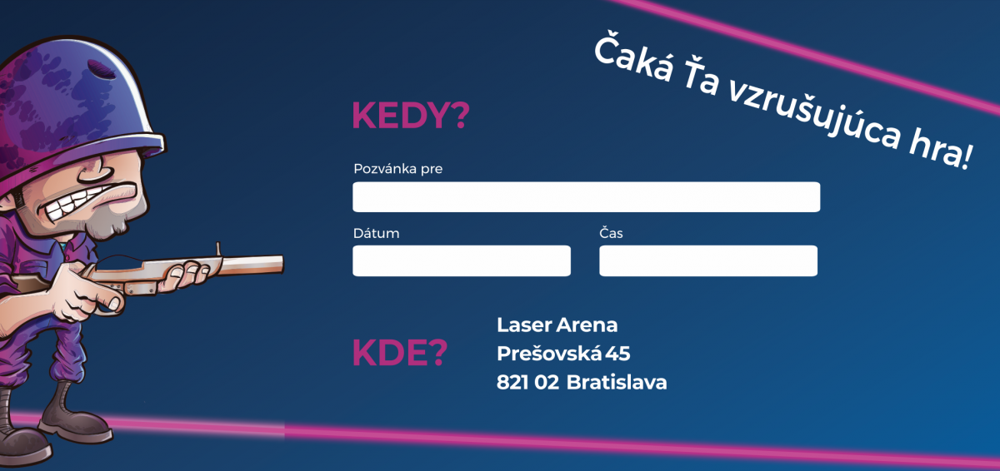 Čaká Ťa vzrušujúca hra!
KEDY?
Pozvánka pre
Dátum
Čas
KDE?
Laser Arena
Prešovská 45
821 02 Bratislava